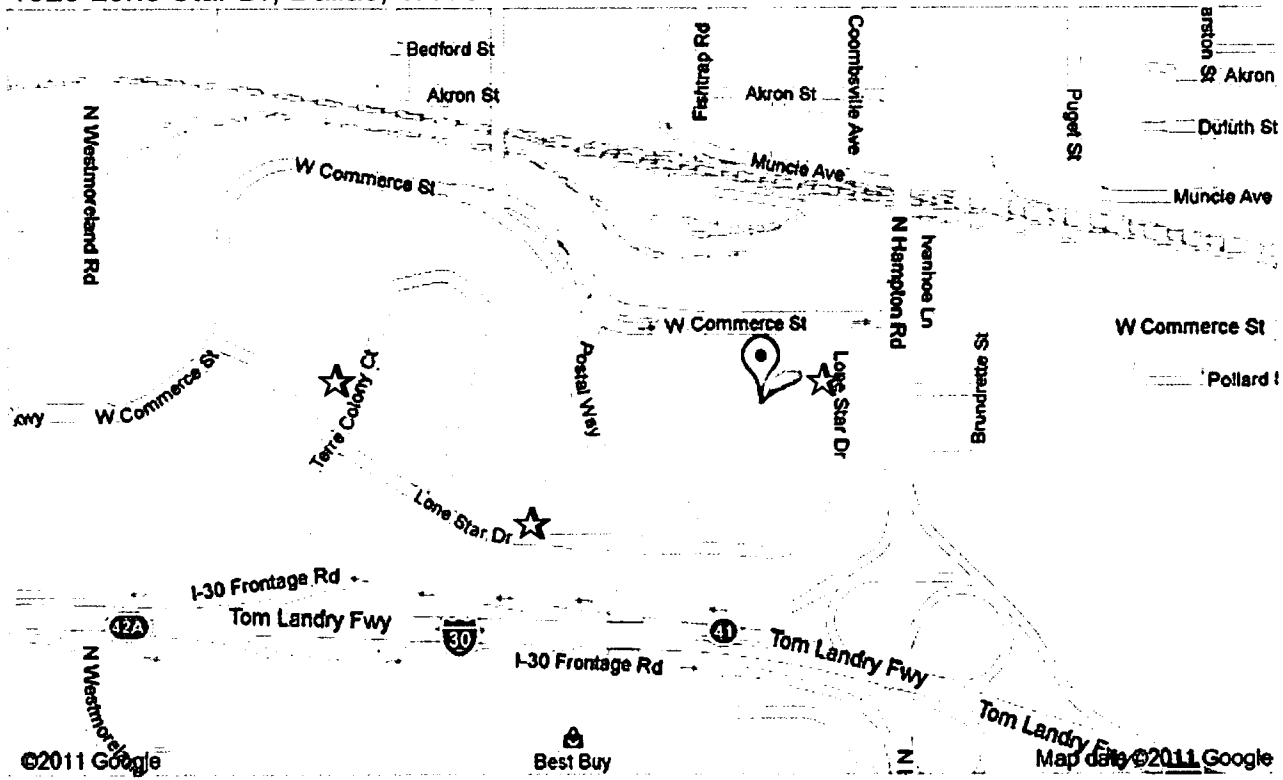 Bedford St
Akron St
Fishtrap Rd
Akron St
Coombsville Ave
Puget St
Akron
Duluth St
Muncie Ave
N Westmoreland Rd
W Commerce St
Muncie Ave
N Hampton Rd
Ivanhoe Ln
W Commerce St
W Commerce St
W Commerce St
Terre Colony Ct
Postal Way
Lone Star Dr
Brundrette St
Pollard
Lone Star Dr
I-30 Frontage Rd
42A
Tom Landry Fwy
30
41
Tom Landry Fwy
I-30 Frontage Rd
Tom Landry Fwy
Best Buy
©2011 Google
Map data ©2011 Google